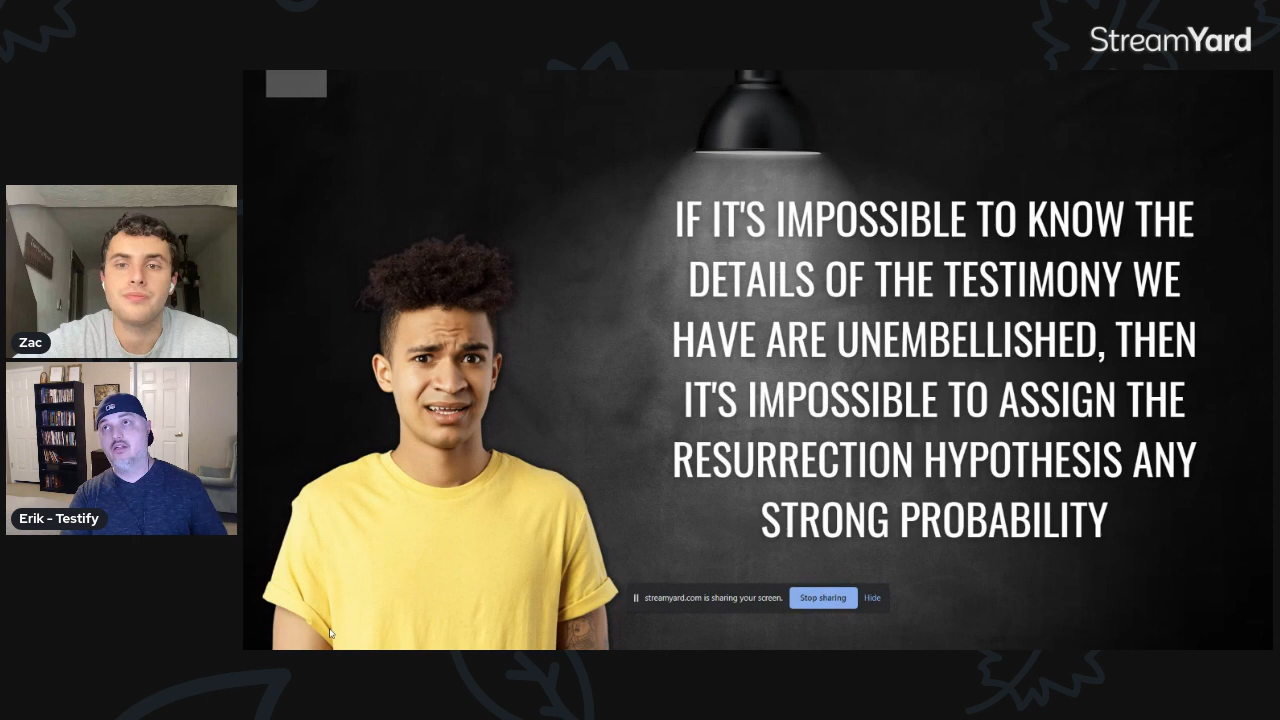 StreamYard
Zac
Erik - Testify
IF IT'S IMPOSSIBLE TO KNOW THE
DETAILS OF THE TESTIMONY WE
HAVE ARE UNEMBELLISHED, THEN
IT'S IMPOSSIBLE TO ASSIGN THE
RESURRECTION HYPOTHESIS ANY
STRONG PROBABILITY
streamyard.com is sharing your screen. Stop sharing Hide